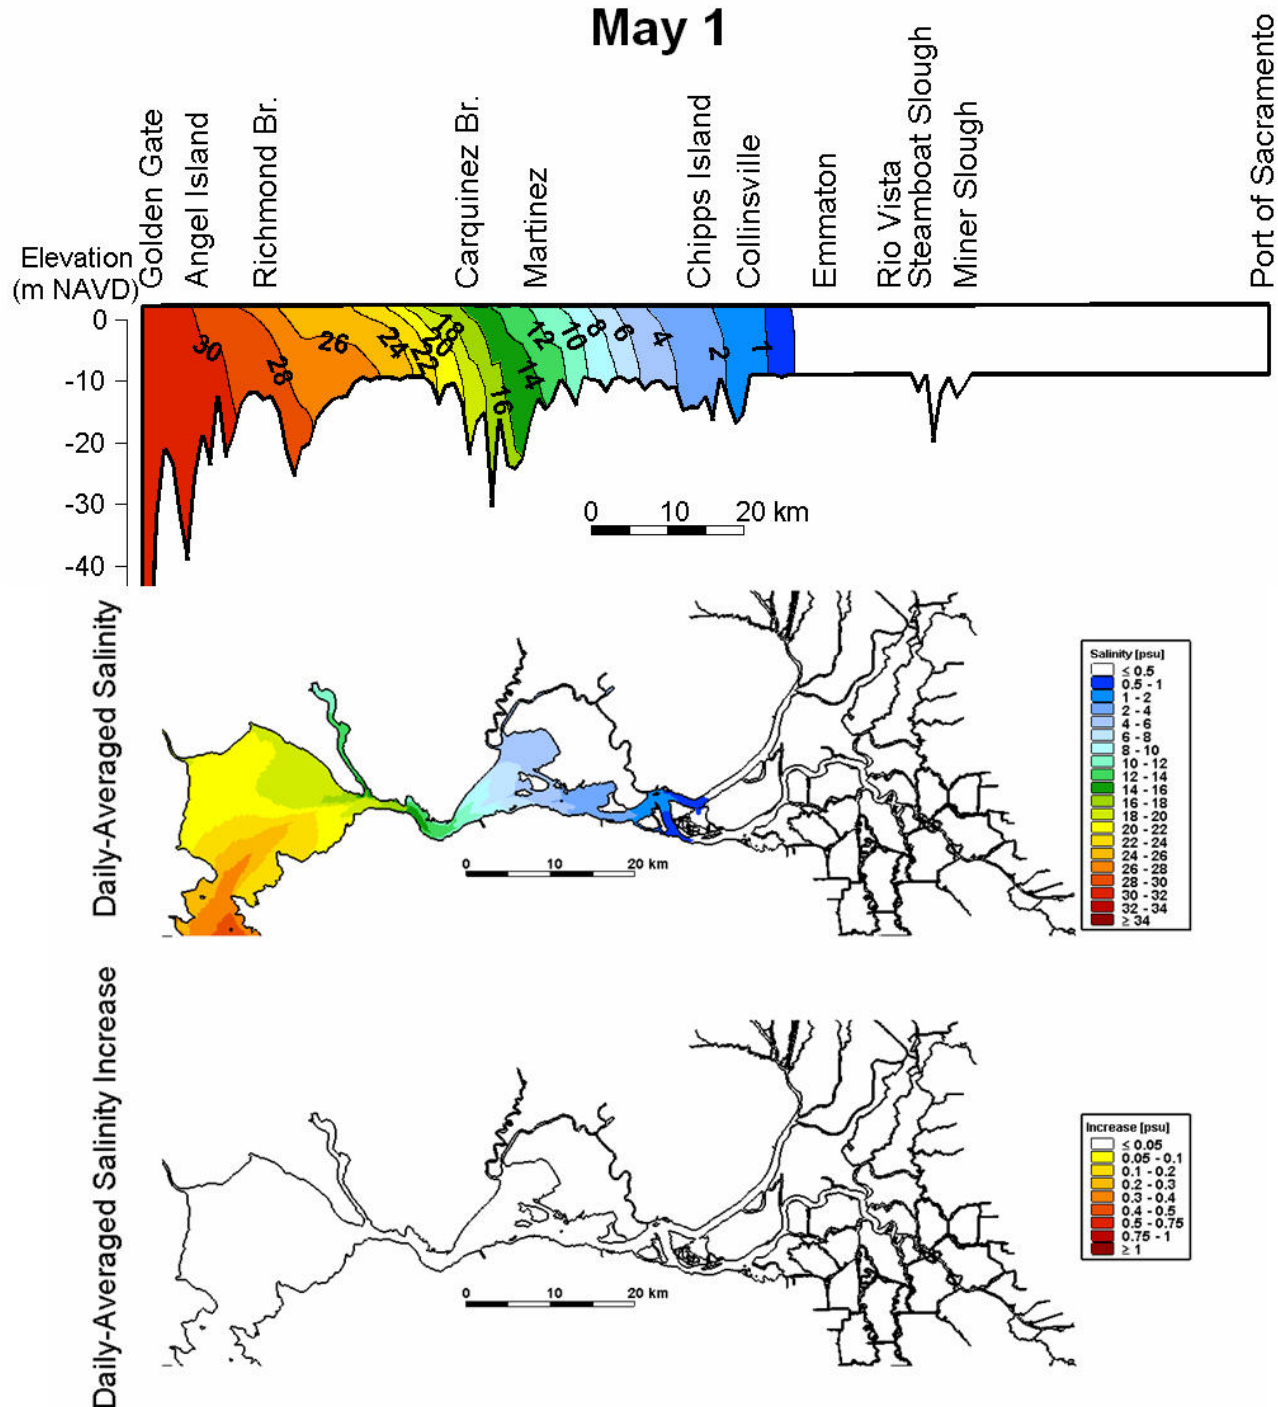 May 1
Golden Gate
Angel Island
Richmond Br.
Carquinez Br.
Martinez
Chipps Island
Collinsville
Emmaton
Rio Vista
Steamboat Slough
Miner Slough
Port of Sacramento
Elevation
(m NAVD)
0
-10
-20
-30
-40
30
28
26
24
22
20
18
16
14
12
10
8
6
4
2
1
0 10 20 km
Daily-Averaged Salinity
0 10 20 km
Salinity [psu]
≤ 0.5
0.5 - 1
1 - 2
2 - 4
4 - 6
6 - 8
8 - 10
10 - 12
12 - 14
14 - 16
16 - 18
18 - 20
20 - 22
22 - 24
24 - 26
26 - 28
28 - 30
30 - 32
32 - 34
≥ 34
Daily-Averaged Salinity Increase
0 10 20 km
Increase [psu]
≤ 0.05
0.05 - 0.1
0.1 - 0.2
0.2 - 0.3
0.3 - 0.4
0.4 - 0.5
0.5 - 0.75
0.75 - 1
≥ 1